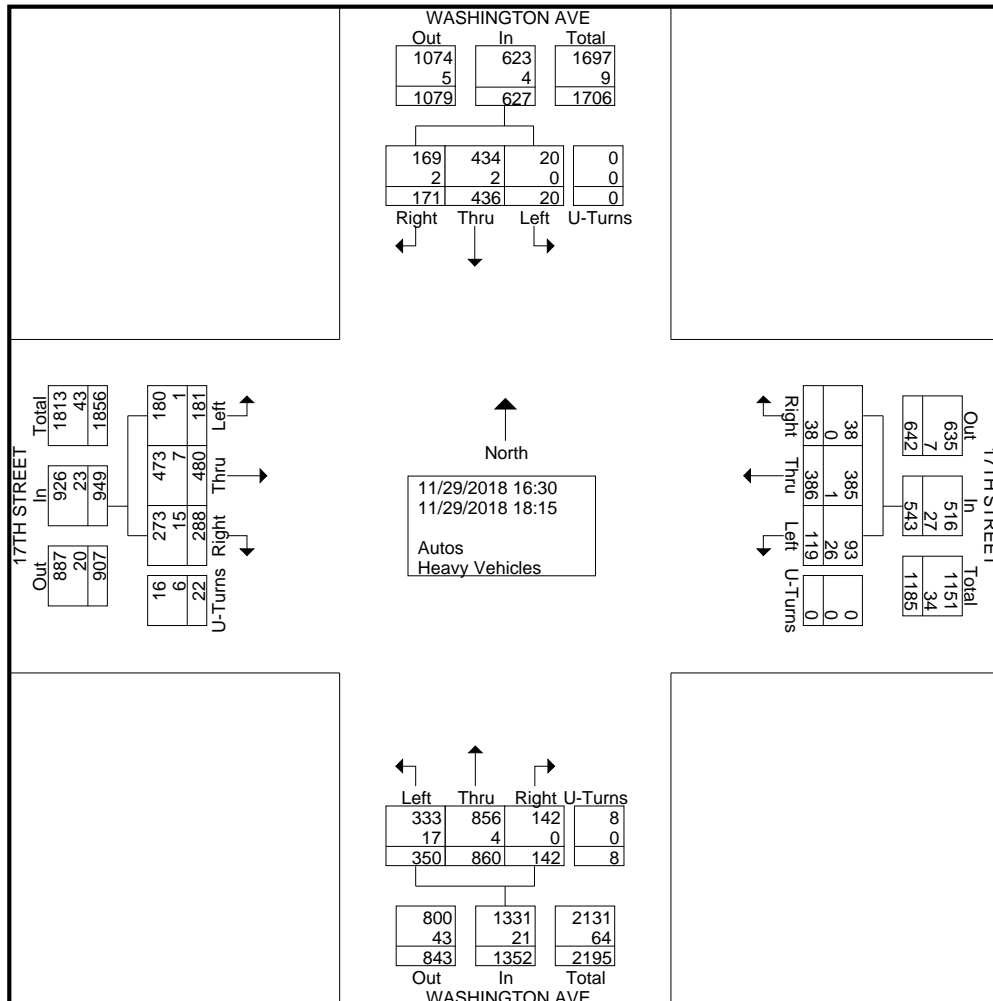 WASHINGTON AVE
Out In Total
1074 623 1697
5 4 9
1079 627 1706
169 434 20 0
2 2 0 0
171 436 20 0
Right Thru Left U-Turns
17TH STREET
Total In Out
1813 926 887
43 23 20
1856 949 907
180 473 273 16
1 7 15 6
181 480 288 22
Left Thru Right U-Turns
North
11/29/2018 16:30
11/29/2018 18:15
Autos
Heavy Vehicles
Right Thru Left U-Turns
38 386 119 0
0 1 26 0
38 385 93 0
642 543 1185
7 27 34
635 516 1151
Out In Total
17TH STREET
Left Thru Right U-Turns
333 856 142 8
17 4 0 0
350 860 142 8
800 1331 2131
43 21 64
843 1352 2195
Out In Total
WASHINGTON AVE